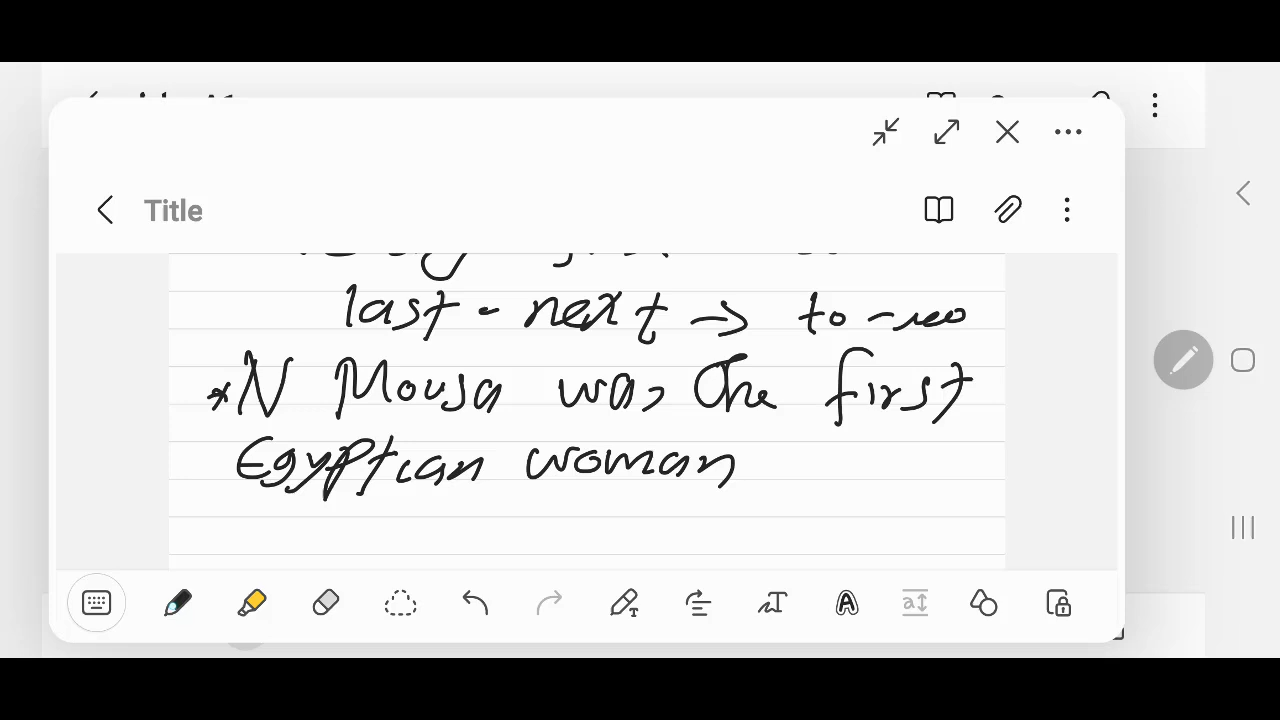 Title
last - next → to
* N Mousa was the first
Egyptian woman